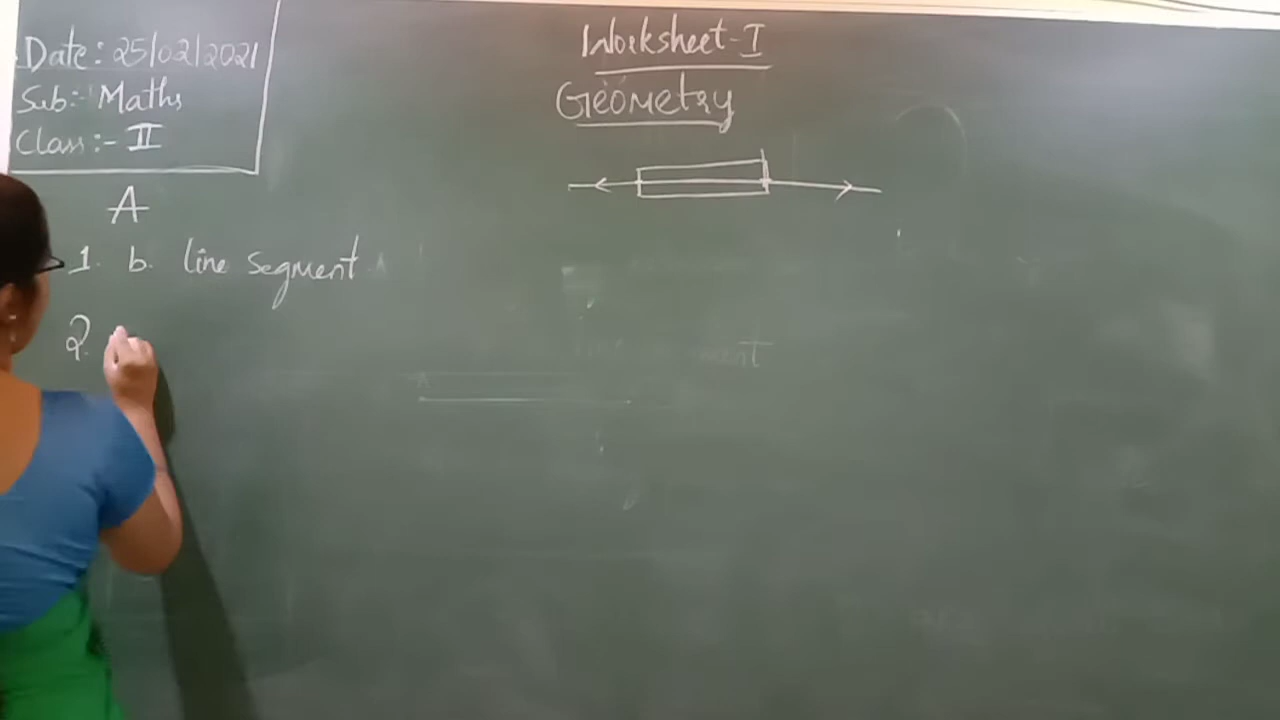 Date: 25/02/2021
Sub:- Maths
Class:- II
Worksheet-I
Geometry
A
1. b. line segment
2.